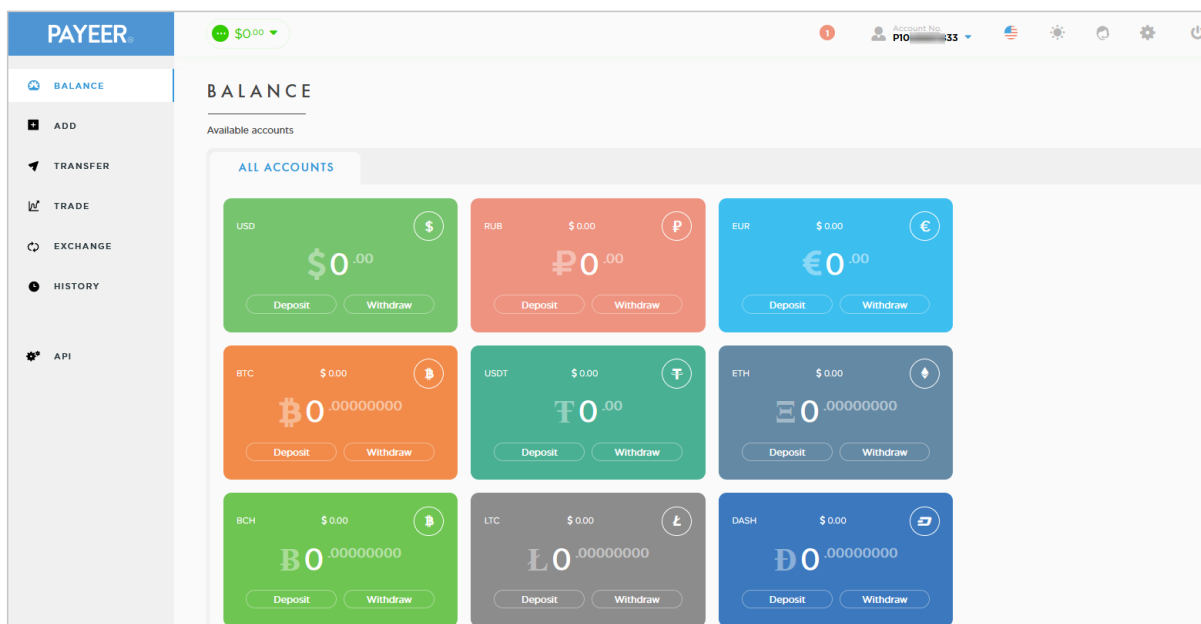 PAYEER®
$0.00
1
Account No.
P10 33
BALANCE
ADD
TRANSFER
TRADE
EXCHANGE
HISTORY
API
BALANCE
Available accounts
ALL ACCOUNTS
USD $
$0.00
Deposit Withdraw
RUB $ 0.00 ₽
₽0.00
Deposit Withdraw
EUR $ 0.00 €
€0.00
Deposit Withdraw
BTC $ 0.00 ₿
₿0.00000000
Deposit Withdraw
USDT $ 0.00 ₮
₮0.00
Deposit Withdraw
ETH $ 0.00
Ξ0.00000000
Deposit Withdraw
BCH $ 0.00 ₿
Ƀ0.00000000
Deposit Withdraw
LTC $ 0.00 Ł
Ł0.00000000
Deposit Withdraw
DASH $ 0.00
Đ0.00000000
Deposit Withdraw